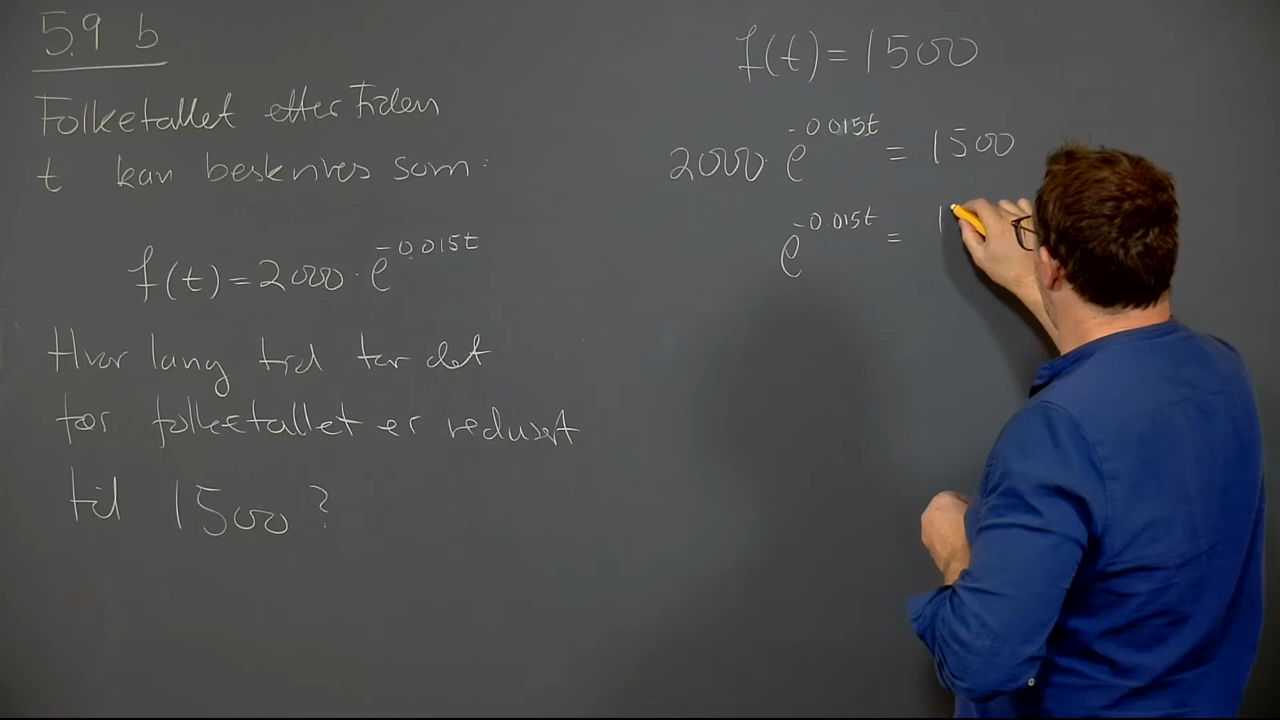 5.9 b
Folketallet etter tiden
t kan beskrives som:
f(t) = 2000 · e^{-0.015t}
Hvor lang tid tar det
før folketallet er redusert
til 1500 ?
f(t) = 1500
2000 · e^{-0.015t} = 1500
e^{-0.015t} = 1